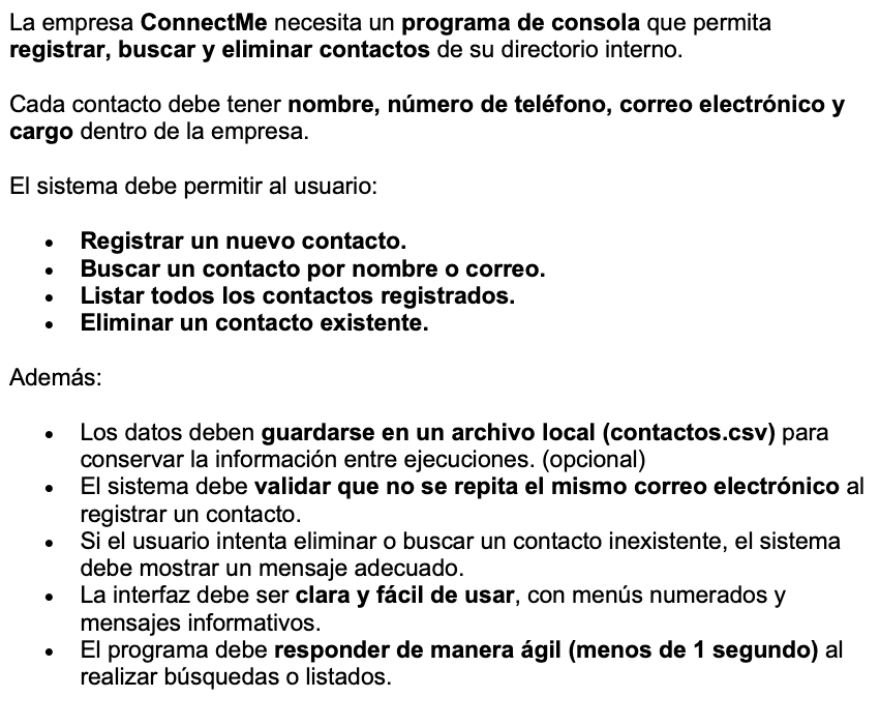 La empresa ConnectMe necesita un programa de consola que permita
registrar, buscar y eliminar contactos de su directorio interno.
Cada contacto debe tener nombre, número de teléfono, correo electrónico y
cargo dentro de la empresa.
El sistema debe permitir al usuario:
• Registrar un nuevo contacto.
• Buscar un contacto por nombre o correo.
• Listar todos los contactos registrados.
• Eliminar un contacto existente.
Además:
• Los datos deben guardarse en un archivo local (contactos.csv) para
conservar la información entre ejecuciones. (opcional)
• El sistema debe validar que no se repita el mismo correo electrónico al
registrar un contacto.
• Si el usuario intenta eliminar o buscar un contacto inexistente, el sistema
debe mostrar un mensaje adecuado.
• La interfaz debe ser clara y fácil de usar, con menús numerados y
mensajes informativos.
• El programa debe responder de manera ágil (menos de 1 segundo) al
realizar búsquedas o listados.